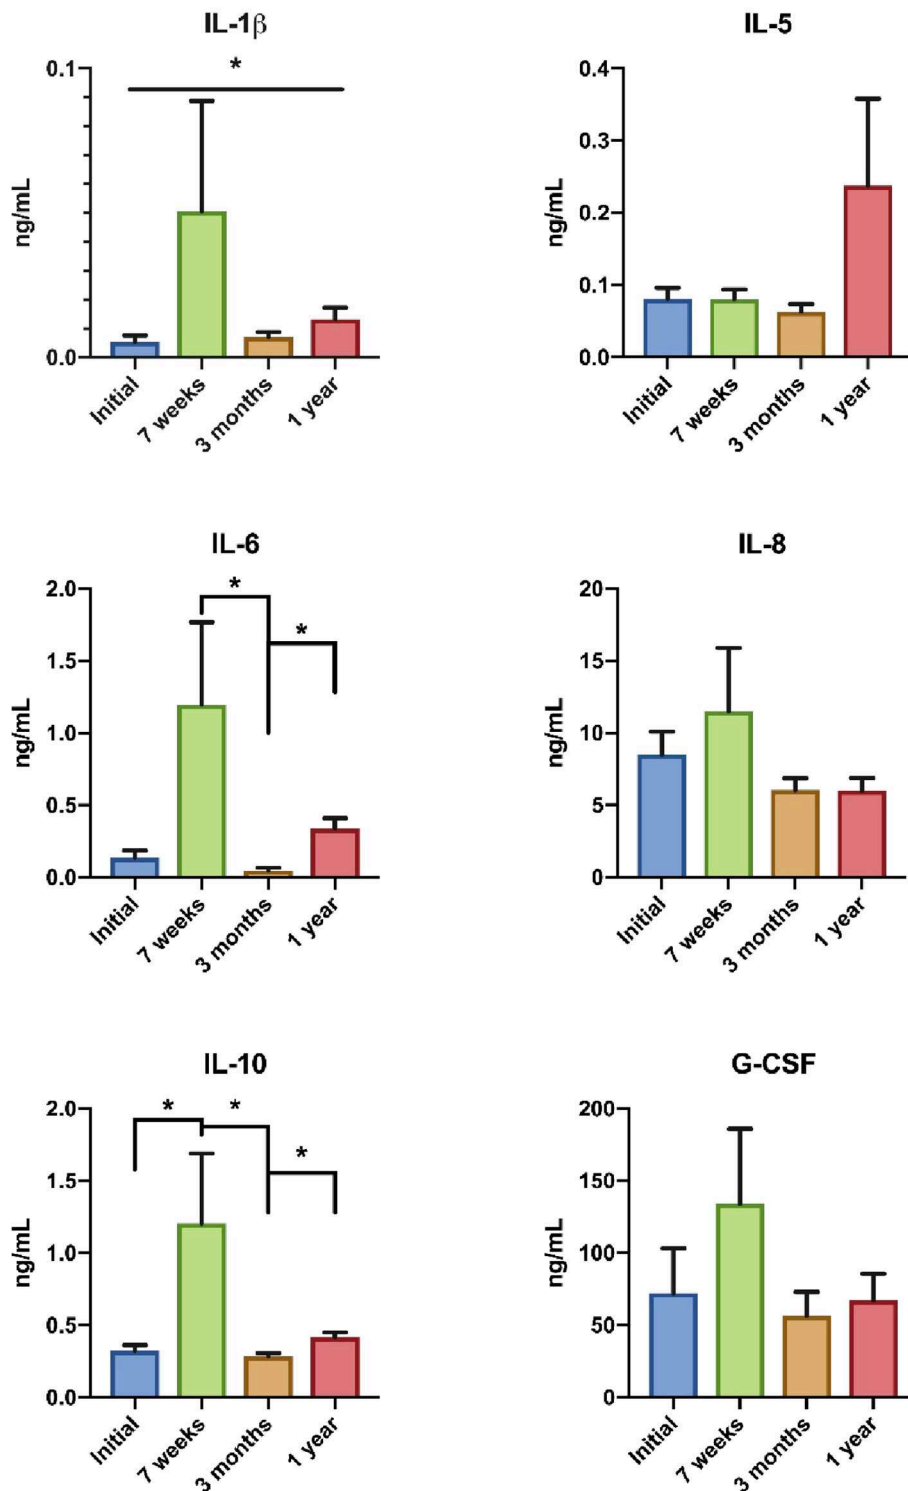 IL-1β
*
0.1
0.0
ng/mL
Initial
7 weeks
3 months
1 year
IL-5
0.4
0.3
0.2
0.1
0.0
ng/mL
Initial
7 weeks
3 months
1 year
IL-6
*
*
2.0
1.5
1.0
0.5
0.0
ng/mL
Initial
7 weeks
3 months
1 year
IL-8
20
15
10
5
0
ng/mL
Initial
7 weeks
3 months
1 year
IL-10
*
*
*
2.0
1.5
1.0
0.5
0.0
ng/mL
Initial
7 weeks
3 months
1 year
G-CSF
200
150
100
50
0
ng/mL
Initial
7 weeks
3 months
1 year